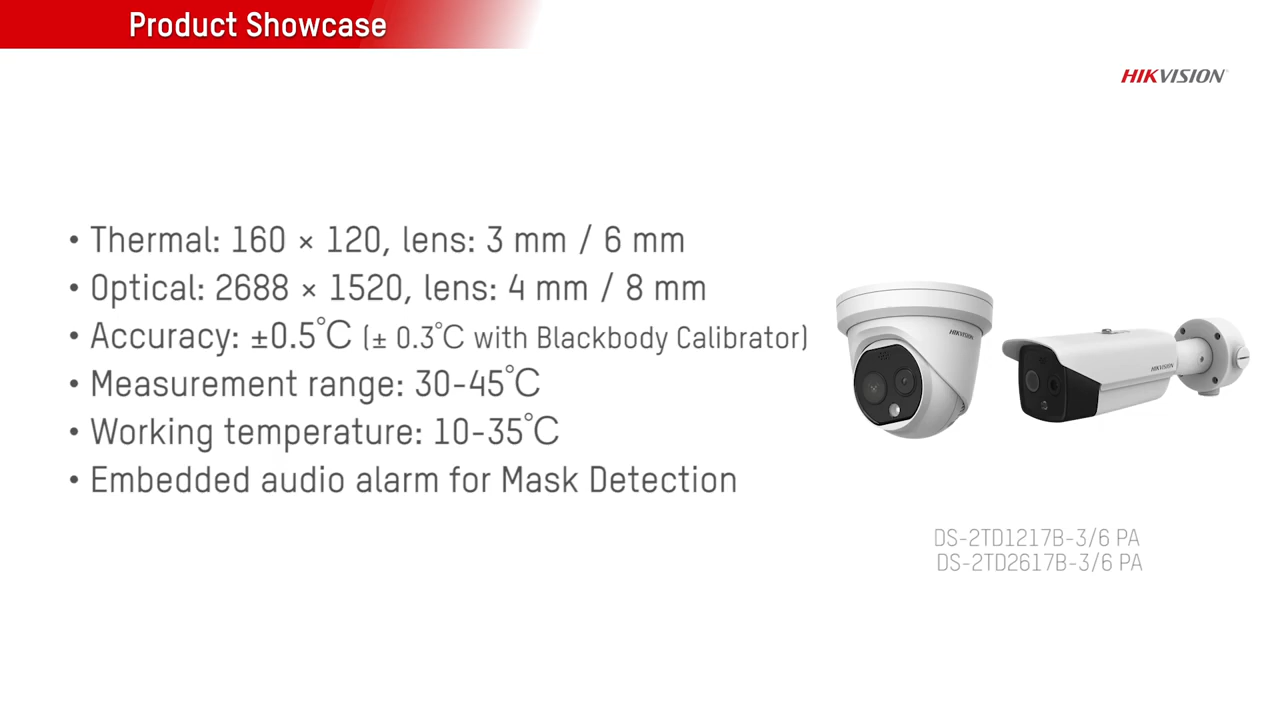 Product Showcase
HIKVISION
• Thermal: 160 × 120, lens: 3 mm / 6 mm
• Optical: 2688 × 1520, lens: 4 mm / 8 mm
• Accuracy: ±0.5℃ (± 0.3℃ with Blackbody Calibrator)
• Measurement range: 30-45℃
• Working temperature: 10-35℃
• Embedded audio alarm for Mask Detection
HIKVISION
HIKVISION
DS-2TD1217B-3/6 PA
DS-2TD2617B-3/6 PA